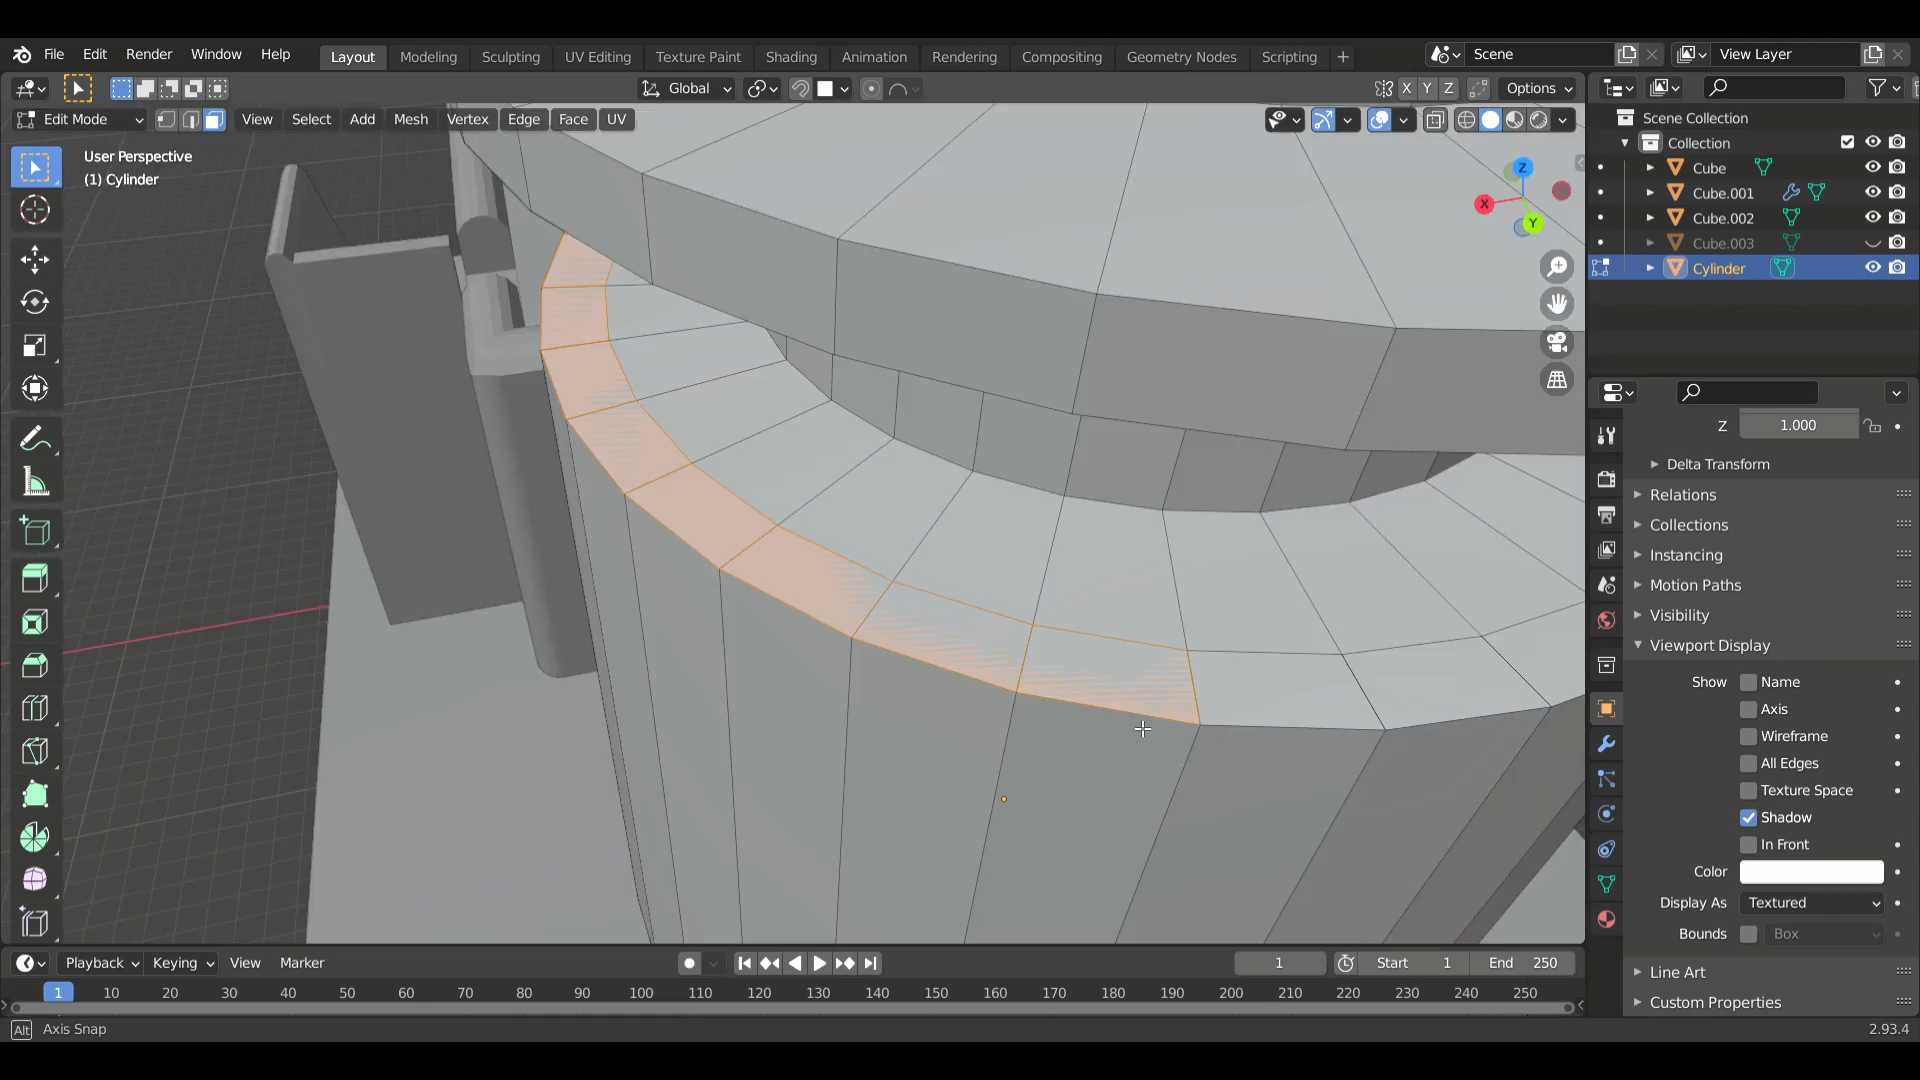 File Edit Render Window Help Layout Modeling Sculpting UV Editing Texture Paint Shading Animation Rendering Compositing Geometry Nodes Scripting + Scene View Layer
Global X Y Z Options
Edit Mode View Select Add Mesh Vertex Edge Face UV
User Perspective
(1) Cylinder
Z
X
Y
Scene Collection
Collection
Cube
Cube.001
Cube.002
Cube.003
Cylinder
Z 1.000
Delta Transform
Relations
Collections
Instancing
Motion Paths
Visibility
Viewport Display
Show Name
Axis
Wireframe
All Edges
Texture Space
Shadow
In Front
Color
Display As Textured
Bounds Box
Line Art
Custom Properties
Playback Keying View Marker 1 Start 1 End 250
1 10 20 30 40 50 60 70 80 90 100 110 120 130 140 150 160 170 180 190 200 210 220 230 240 250
Alt Axis Snap 2.93.4